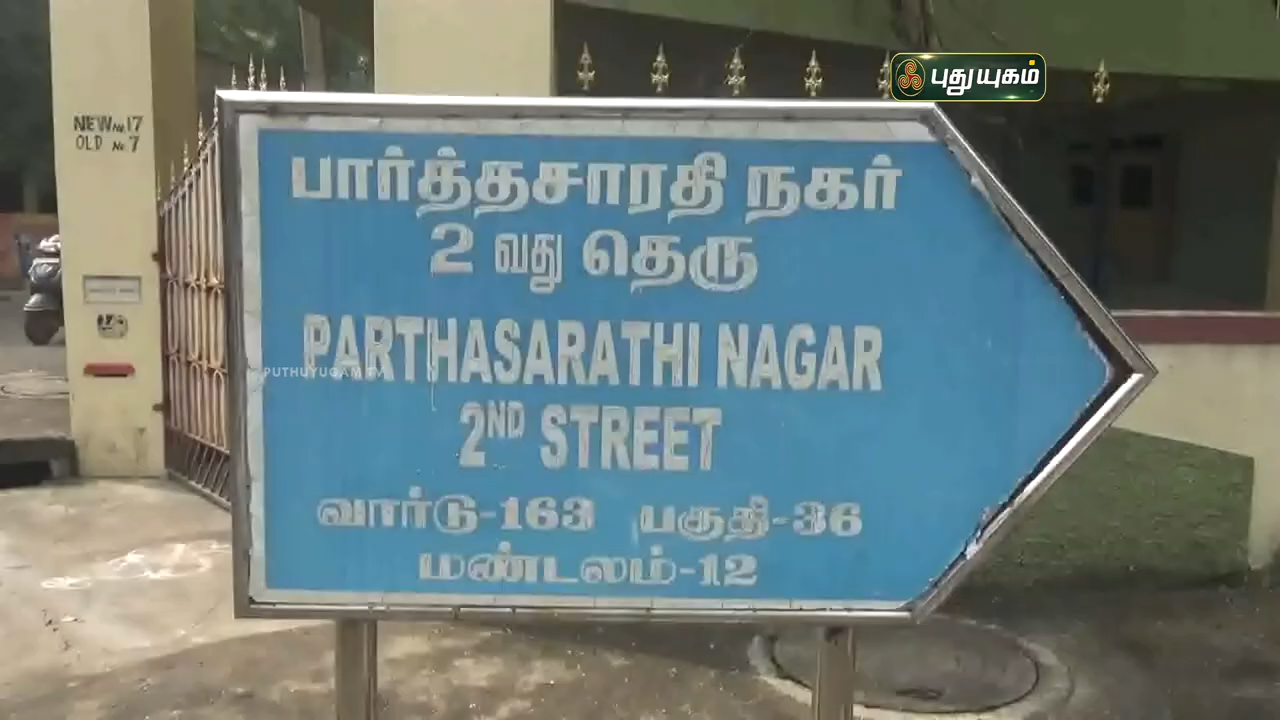 புதுயுகம்
NEW No. 17
OLD No. 7
பார்த்தசாரதி நகர்
2 வது தெரு
PARTHASARATHI NAGAR
PUTHUYUGAM TV
2ND STREET
வார்டு-163 பகுதி-36
மண்டலம்-12